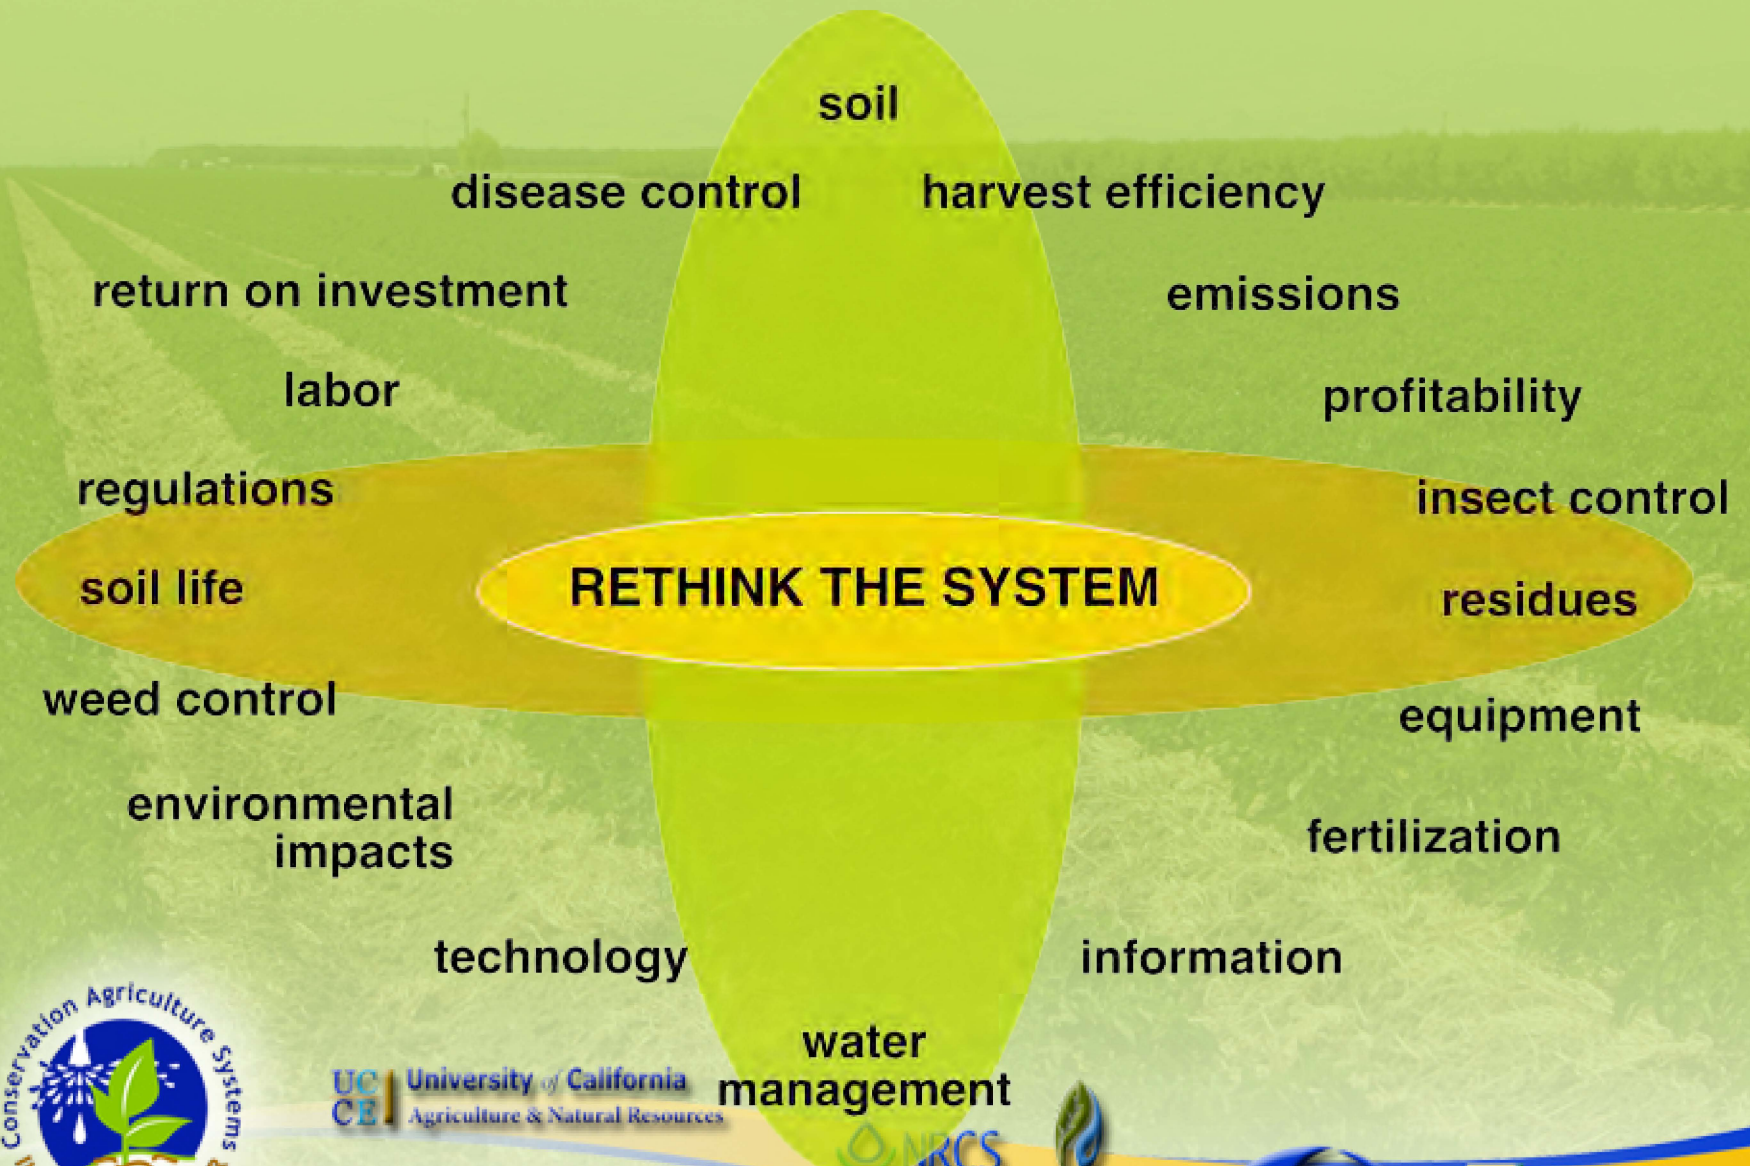 soil
disease control
harvest efficiency
return on investment
emissions
labor
profitability
regulations
insect control
RETHINK THE SYSTEM
soil life
residues
weed control
equipment
environmental
impacts
fertilization
technology
information
water
management
Conservation Agriculture Systems
UC
CE
University of California
Agriculture & Natural Resources
NRCS